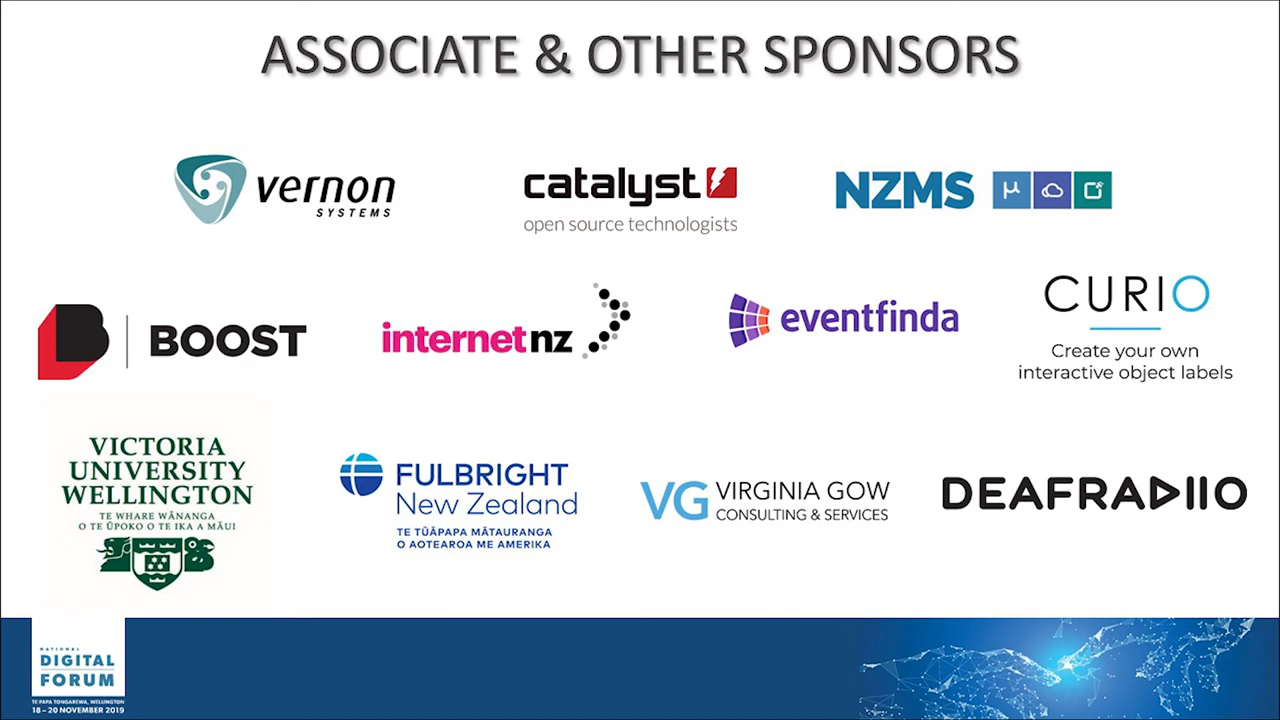 ASSOCIATE & OTHER SPONSORS
vernon
SYSTEMS
catalyst
open source technologists
NZMS
µ
B
BOOST
internetnz
eventfinda
CURIO
Create your own
interactive object labels
VICTORIA
UNIVERSITY
WELLINGTON
TE WHARE WĀNANGA
O TE ŪPOKO O TE IKA A MĀUI
FULBRIGHT
New Zealand
TE TŪĀPAPA MĀTAURANGA
O AOTEAROA ME AMERIKA
VG
VIRGINIA GOW
CONSULTING & SERVICES
DEAFRADIO
NATIONAL
DIGITAL
FORUM
TE PAPA TONGAREWA, WELLINGTON
18 – 20 NOVEMBER 2019